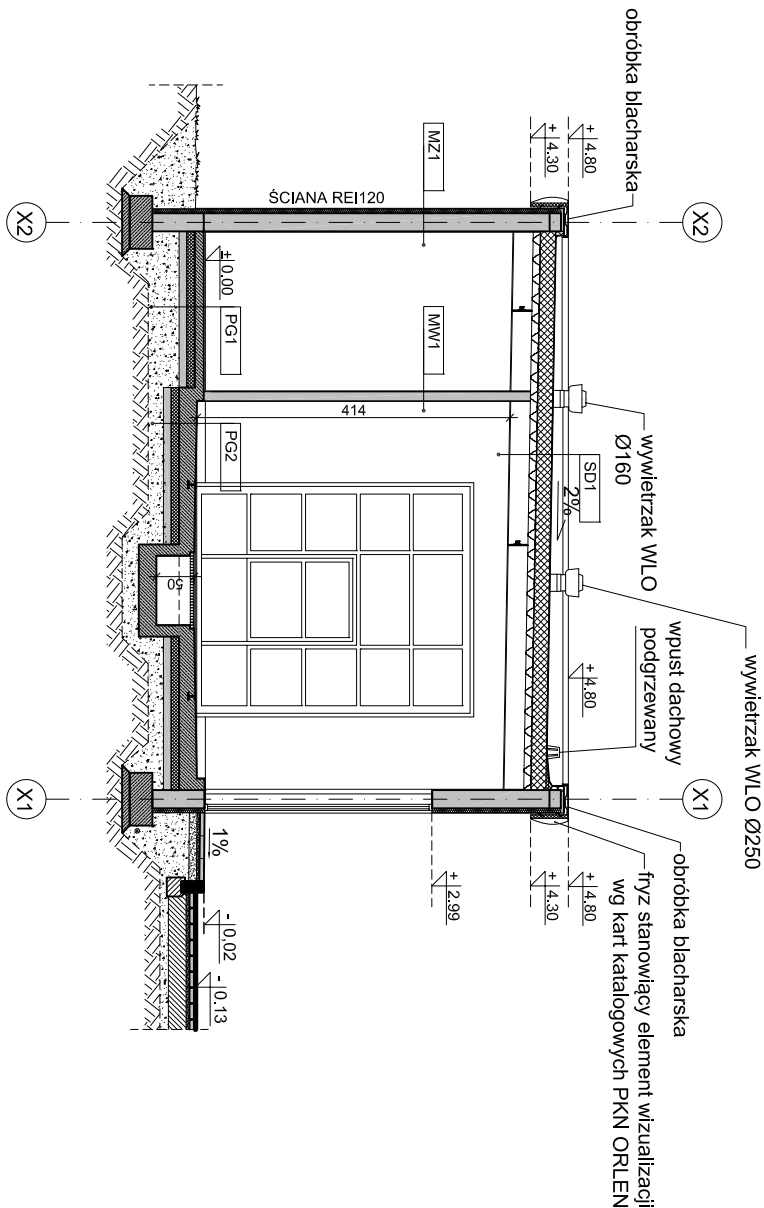 wywietrzak WLO Ø250
obróbka blacharska
fryz stanowiący element wizualizacji
wg kart katalogowych PKN ORLEN
wywietrzak WLO
Ø160
wpust dachowy
podgrzewany
obróbka blacharska
X2
X1
+
4.80
+
4.30
+
4.80
+
4.80
+
4.30
SD1
2%
MZ1
MW1
414
+
2.99
ŚCIANA REI120
±
0.00
PG1
PG2
50
1%
-
0,02
-
0.13
X2
X1